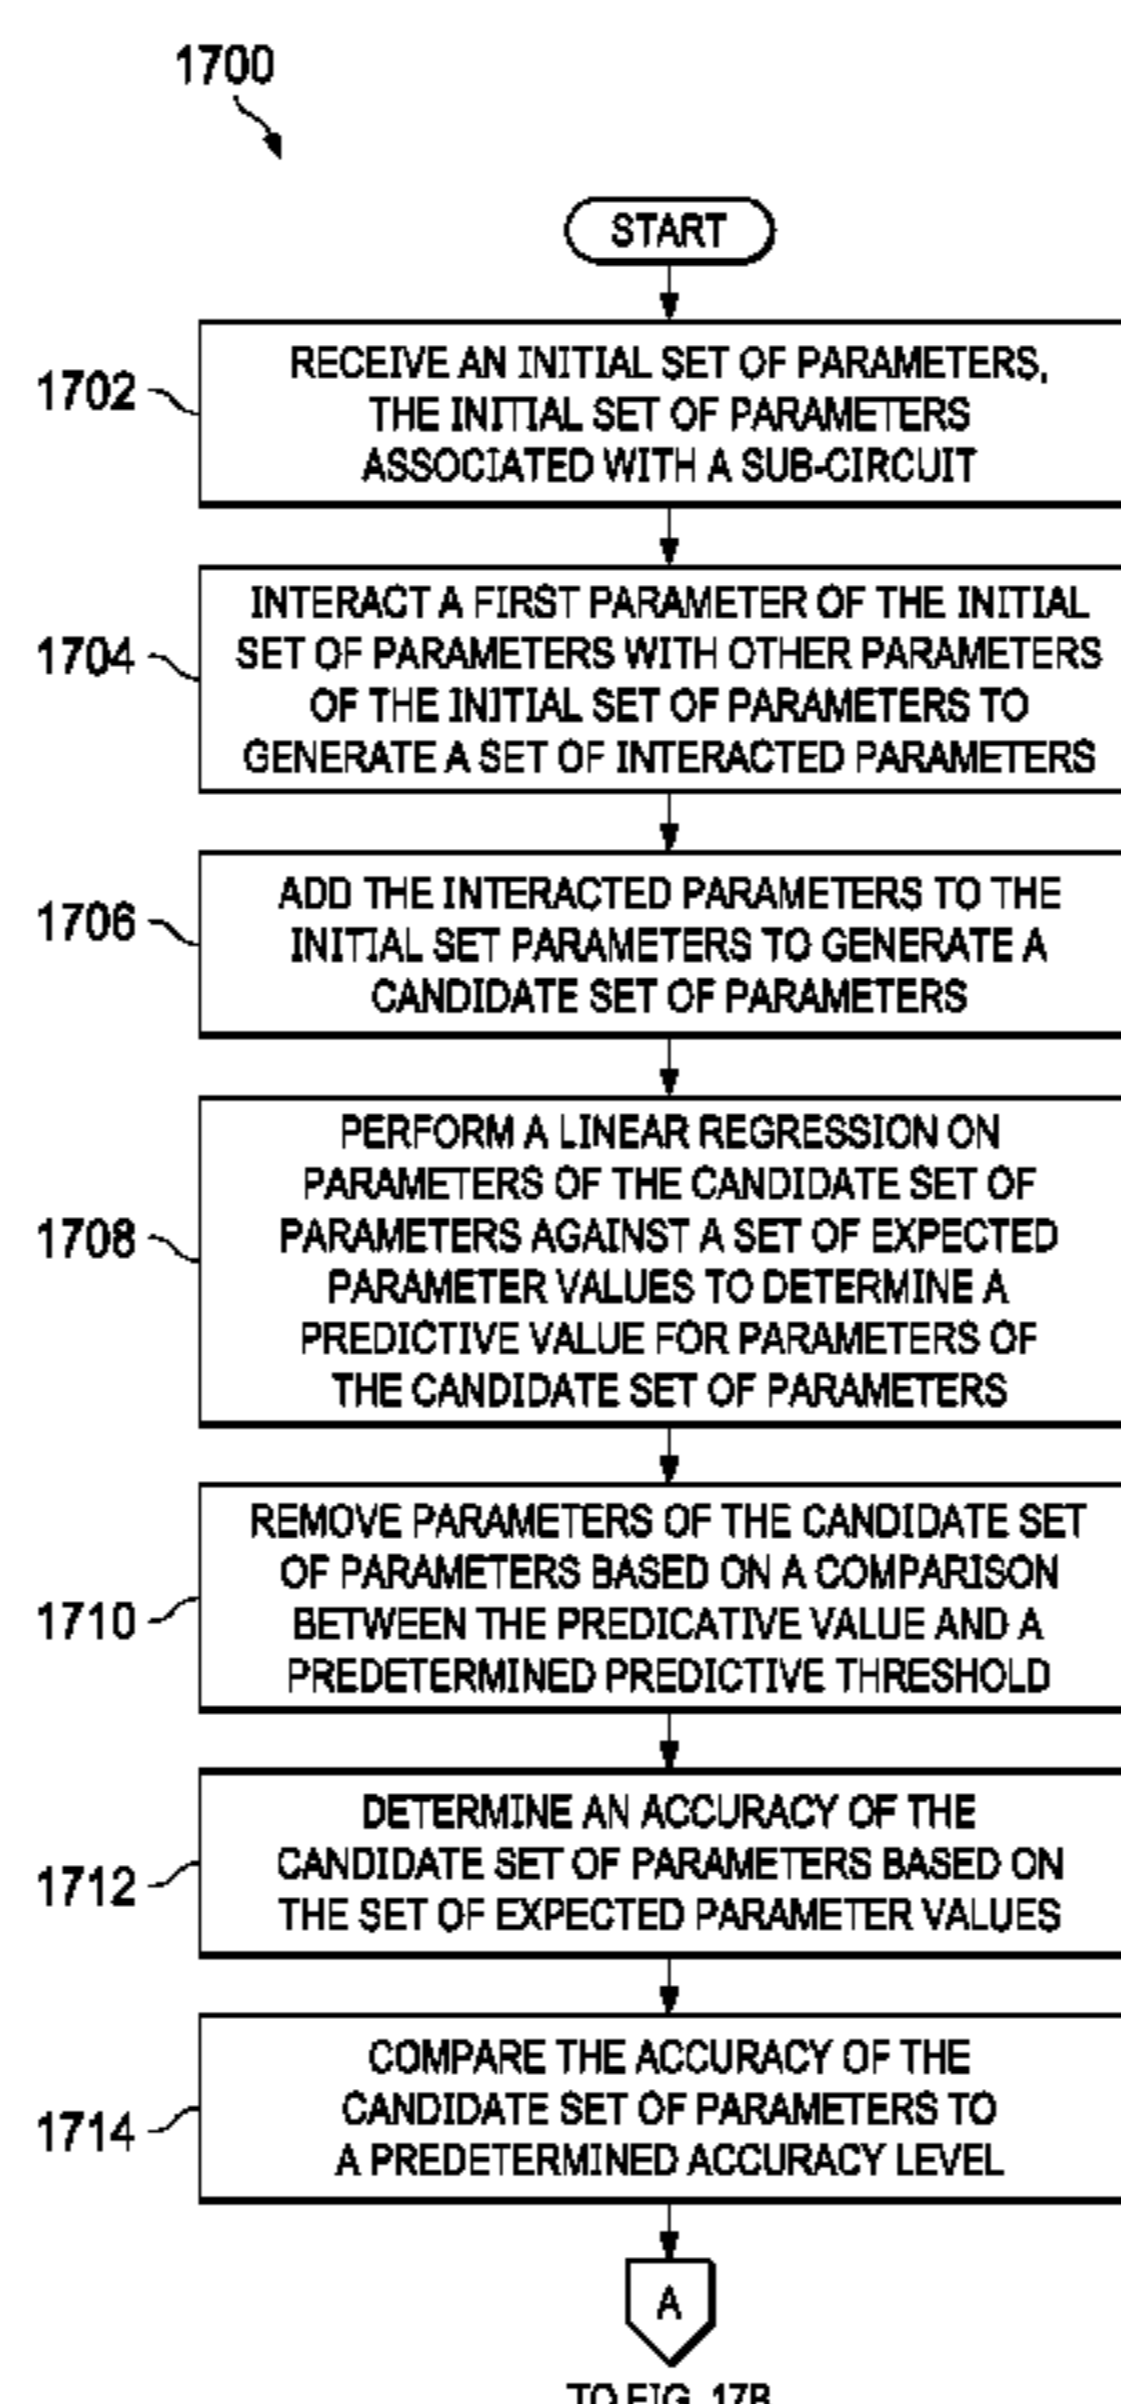 1700
START
1702
RECEIVE AN INITIAL SET OF PARAMETERS,
THE INITIAL SET OF PARAMETERS
ASSOCIATED WITH A SUB-CIRCUIT
1704
INTERACT A FIRST PARAMETER OF THE INITIAL
SET OF PARAMETERS WITH OTHER PARAMETERS
OF THE INITIAL SET OF PARAMETERS TO
GENERATE A SET OF INTERACTED PARAMETERS
1706
ADD THE INTERACTED PARAMETERS TO THE
INITIAL SET PARAMETERS TO GENERATE A
CANDIDATE SET OF PARAMETERS
1708
PERFORM A LINEAR REGRESSION ON
PARAMETERS OF THE CANDIDATE SET OF
PARAMETERS AGAINST A SET OF EXPECTED
PARAMETER VALUES TO DETERMINE A
PREDICTIVE VALUE FOR PARAMETERS OF
THE CANDIDATE SET OF PARAMETERS
1710
REMOVE PARAMETERS OF THE CANDIDATE SET
OF PARAMETERS BASED ON A COMPARISON
BETWEEN THE PREDICATIVE VALUE AND A
PREDETERMINED PREDICTIVE THRESHOLD
1712
DETERMINE AN ACCURACY OF THE
CANDIDATE SET OF PARAMETERS BASED ON
THE SET OF EXPECTED PARAMETER VALUES
1714
COMPARE THE ACCURACY OF THE
CANDIDATE SET OF PARAMETERS TO
A PREDETERMINED ACCURACY LEVEL
A
TO FIG. 17B